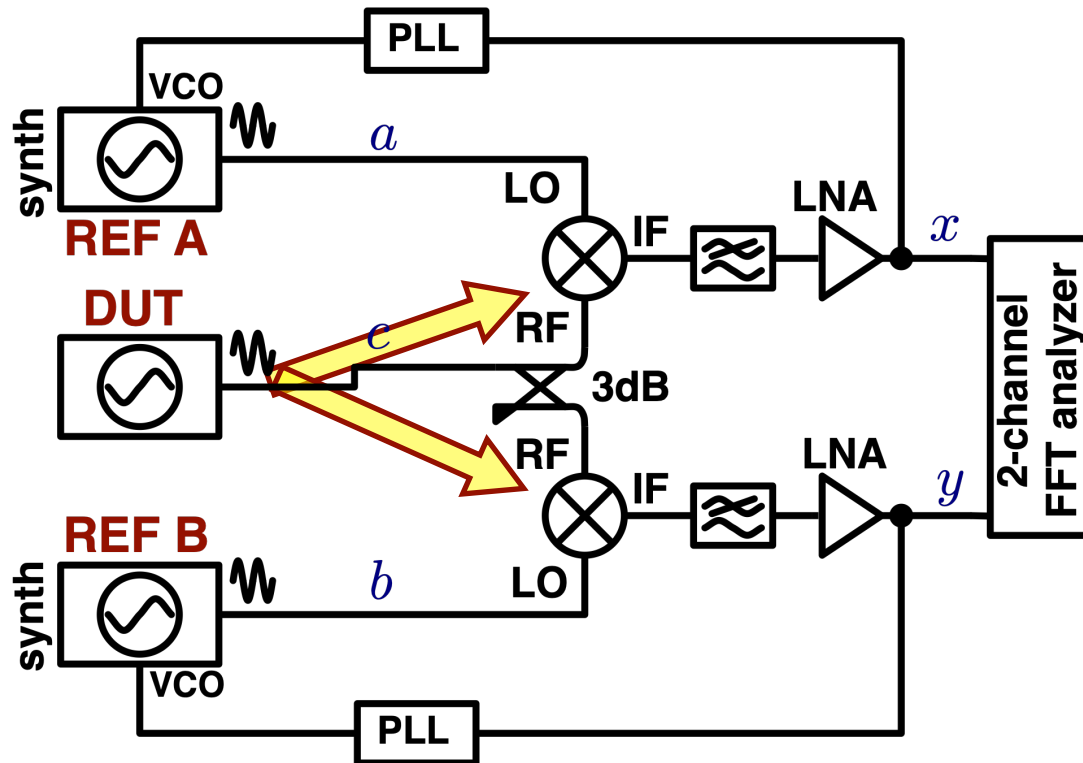 PLL
VCO
synth
a
REF A
LO
IF
LNA
x
DUT
c
RF
3dB
2-channel
FFT analyzer
RF
IF
LNA
y
REF B
synth
b
LO
VCO
PLL